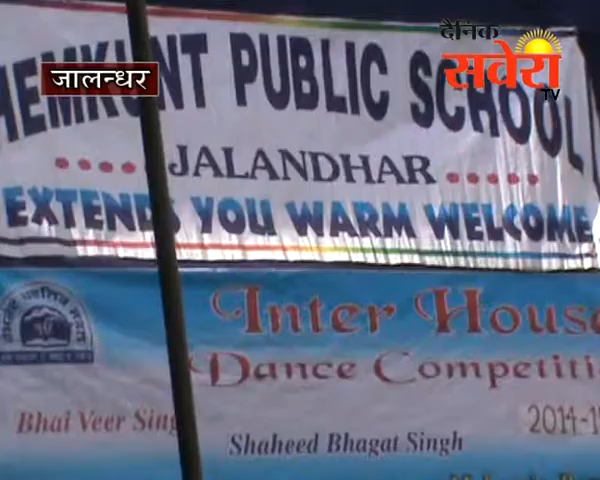 दैनिक
सवेरा
TV
जालन्धर
HEMKUNT PUBLIC SCHOOL
JALANDHAR
EXTENDS YOU WARM WELCOME
Inter House
Dance Competiti
Bhai Veer Sing
2014-1
Shaheed Bhagat Singh